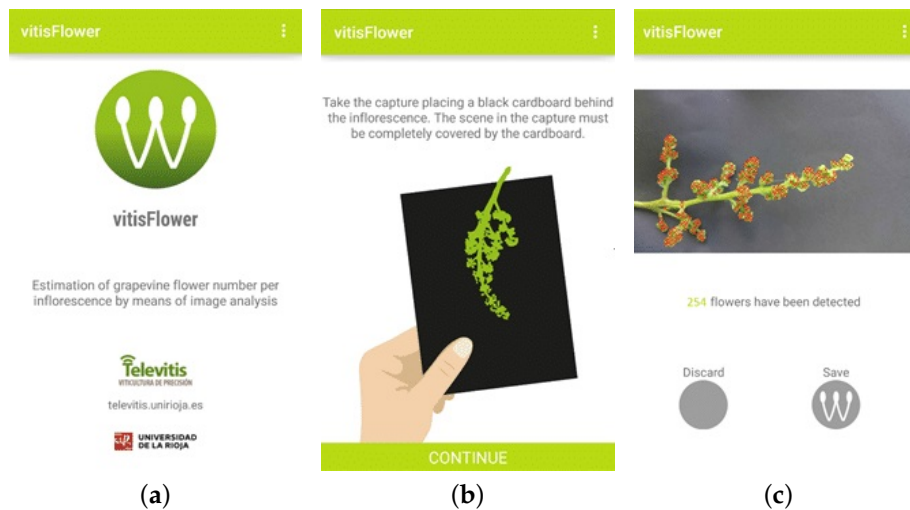 vitisFlower
vitisFlower
Estimation of grapevine flower number per
inflorescence by means of image analysis
Televitis
VITICULTURA DE PRECISIÓN
televitis.unirioja.es
UNIVERSIDAD
DE LA RIOJA
(a)
vitisFlower
Take the capture placing a black cardboard behind
the inflorescence. The scene in the capture must
be completely covered by the cardboard.
CONTINUE
(b)
vitisFlower
254 flowers have been detected
Discard
Save
(c)